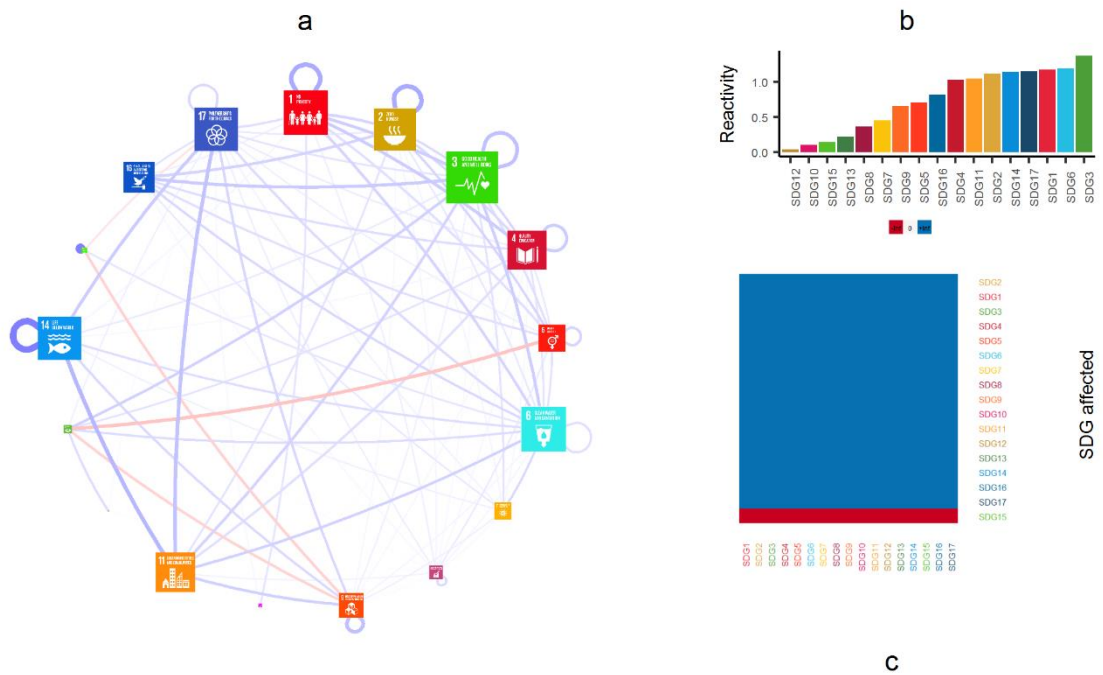 a
b
1 NO POVERTY
2 ZERO HUNGER
3 GOOD HEALTH AND WELL-BEING
4 QUALITY EDUCATION
6
6 CLEAN WATER AND SANITATION
11
14 LIFE BELOW WATER
17 PARTNERSHIPS FOR THE GOALS
Reactivity
1.0
0.5
0.0
SDG12
SDG10
SDG15
SDG13
SDG8
SDG7
SDG9
SDG5
SDG16
SDG4
SDG11
SDG2
SDG14
SDG17
SDG1
SDG6
SDG3
0
SDG2
SDG1
SDG3
SDG4
SDG5
SDG6
SDG7
SDG8
SDG9
SDG10
SDG11
SDG12
SDG13
SDG14
SDG16
SDG17
SDG15
SDG affected
SDG1
SDG2
SDG3
SDG4
SDG5
SDG6
SDG7
SDG8
SDG9
SDG10
SDG11
SDG12
SDG13
SDG14
SDG15
SDG16
SDG17
c